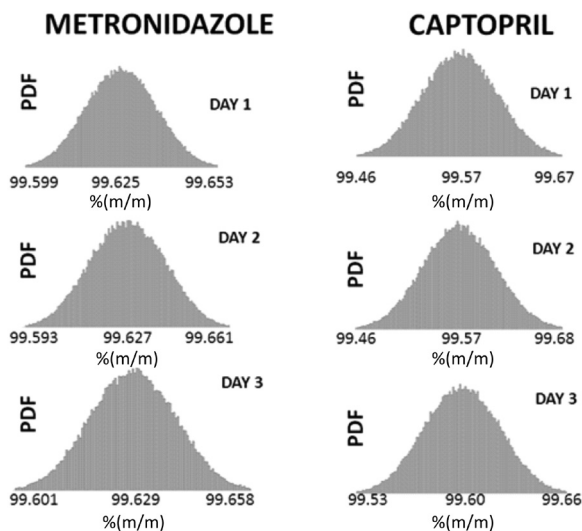 METRONIDAZOLE
PDF
DAY 1
99.599 99.625 99.653
%(m/m)
PDF
DAY 2
99.593 99.627 99.661
%(m/m)
PDF
DAY 3
99.601 99.629 99.658
%(m/m)
CAPTOPRIL
PDF
DAY 1
99.46 99.57 99.67
%(m/m)
PDF
DAY 2
99.46 99.57 99.68
%(m/m)
PDF
DAY 3
99.53 99.60 99.66
%(m/m)